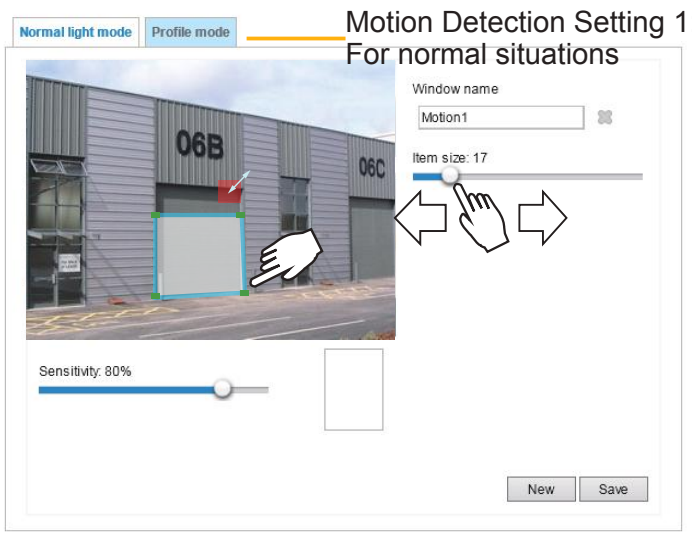 Normal light mode
Profile mode
Motion Detection Setting 1
For normal situations
Window name
Motion1
Item size: 17
06B
06C
Sensitivity: 80%
New
Save